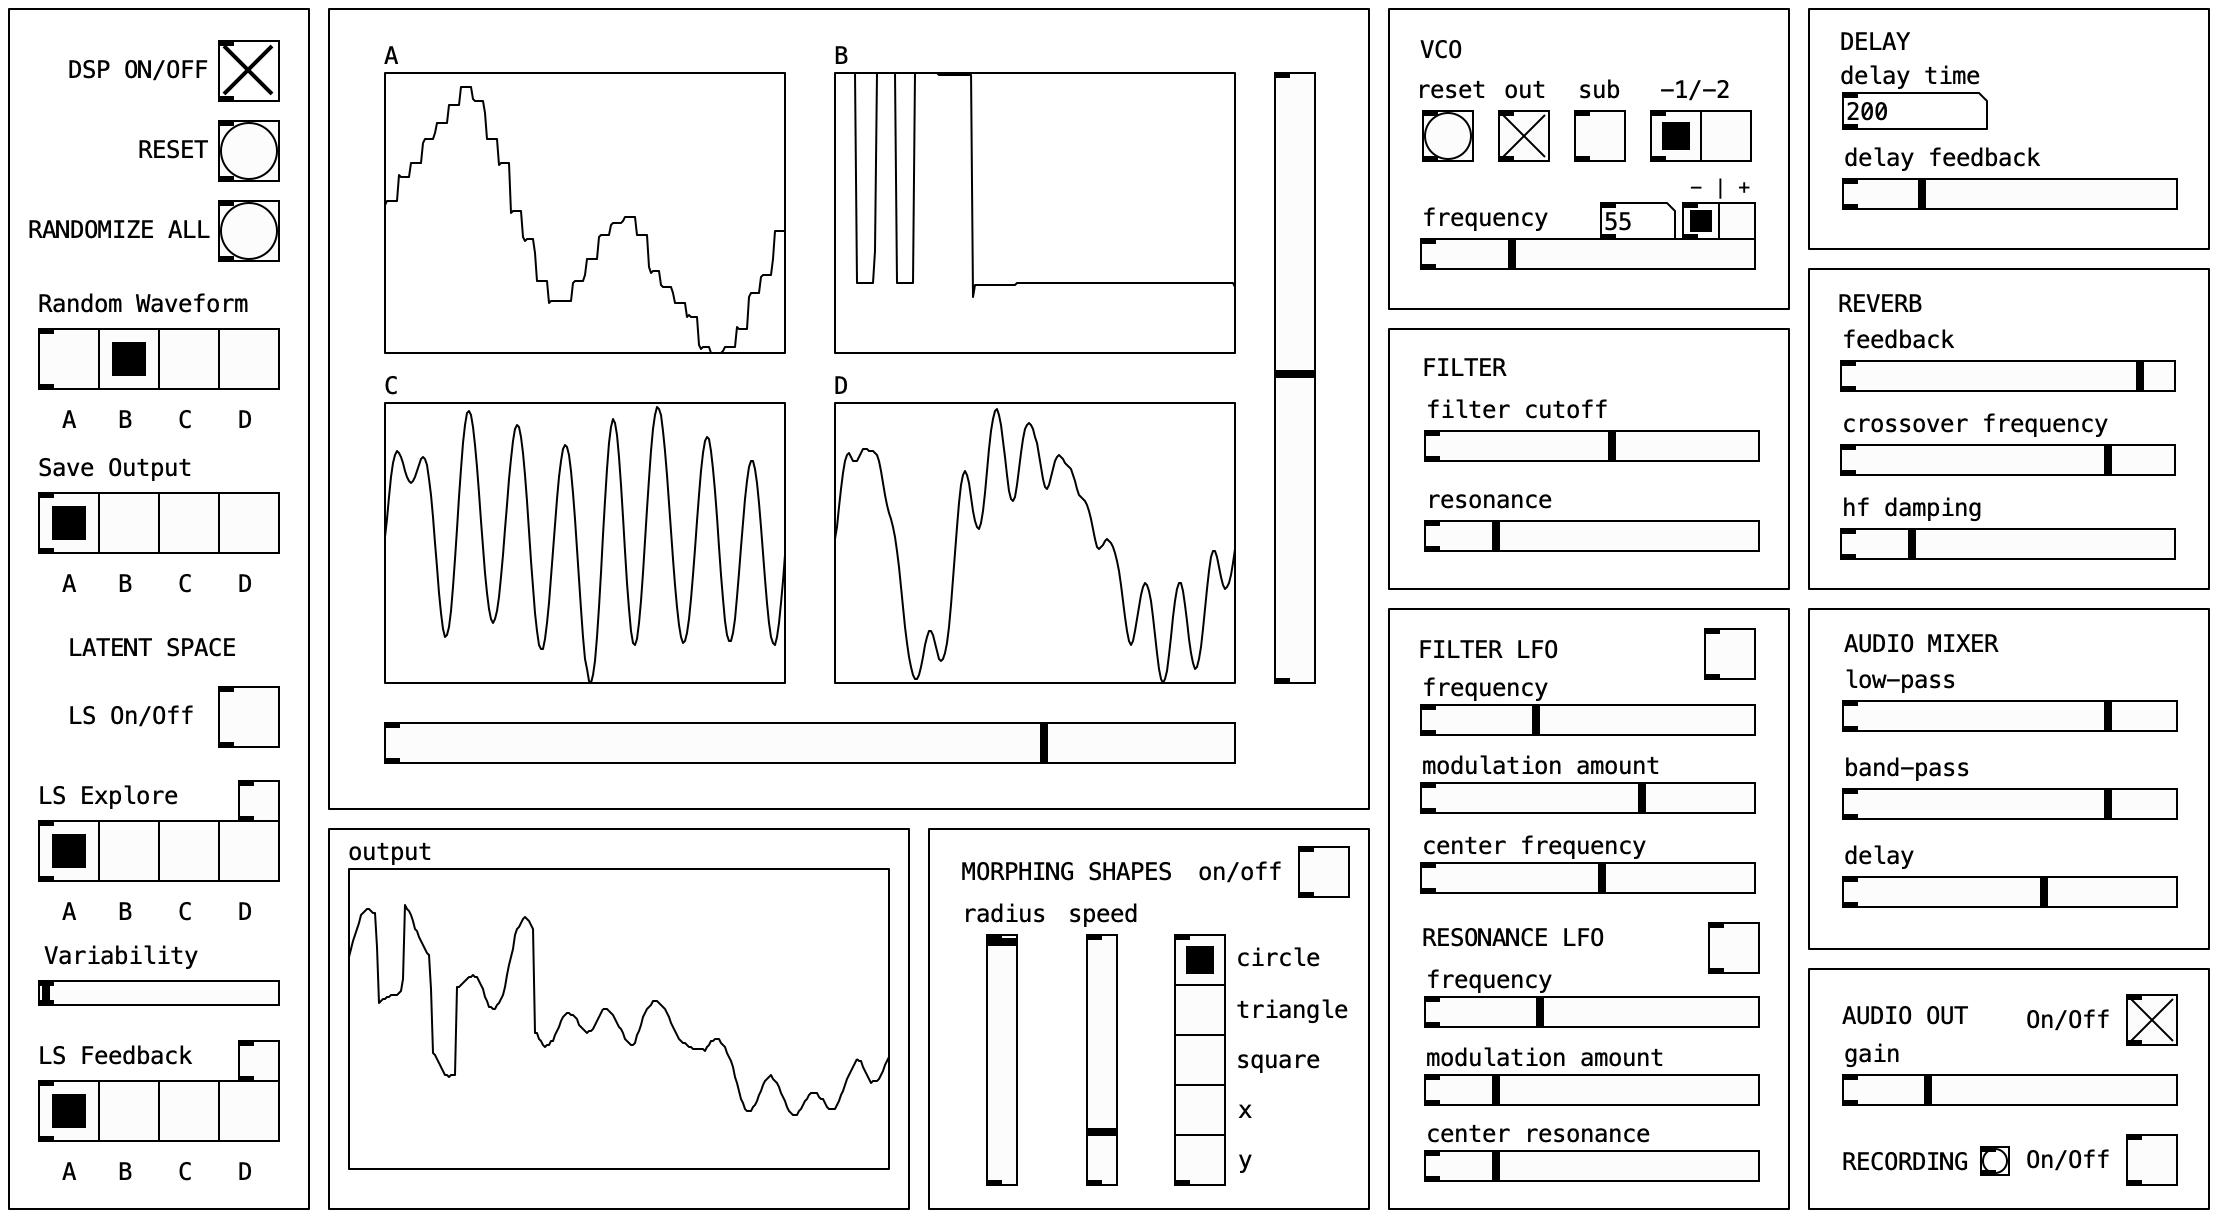 DSP ON/OFF
RESET
RANDOMIZE ALL
Random Waveform
A B C D
Save Output
A B C D
LATENT SPACE
LS On/Off
LS Explore
A B C D
Variability
LS Feedback
A B C D
A
B
C
D
output
MORPHING SHAPES on/off
radius speed
circle
triangle
square
x
y
VCO
reset out sub −1/−2
− | +
frequency 55
FILTER
filter cutoff
resonance
FILTER LFO
frequency
modulation amount
center frequency
RESONANCE LFO
frequency
modulation amount
center resonance
DELAY
delay time
200
delay feedback
REVERB
feedback
crossover frequency
hf damping
AUDIO MIXER
low−pass
band−pass
delay
AUDIO OUT On/Off
gain
RECORDING On/Off